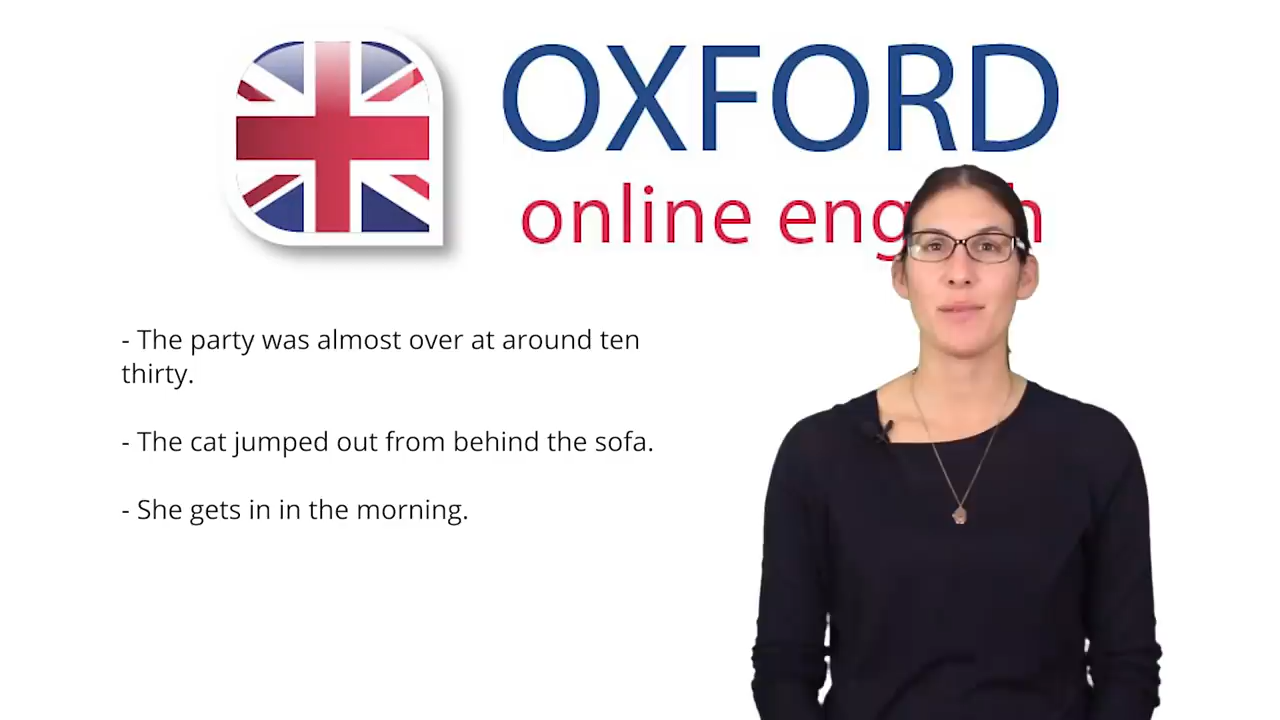 OXFORD
online
- The party was almost over at around ten
thirty.
- The cat jumped out from behind the sofa.
- She gets in in the morning.